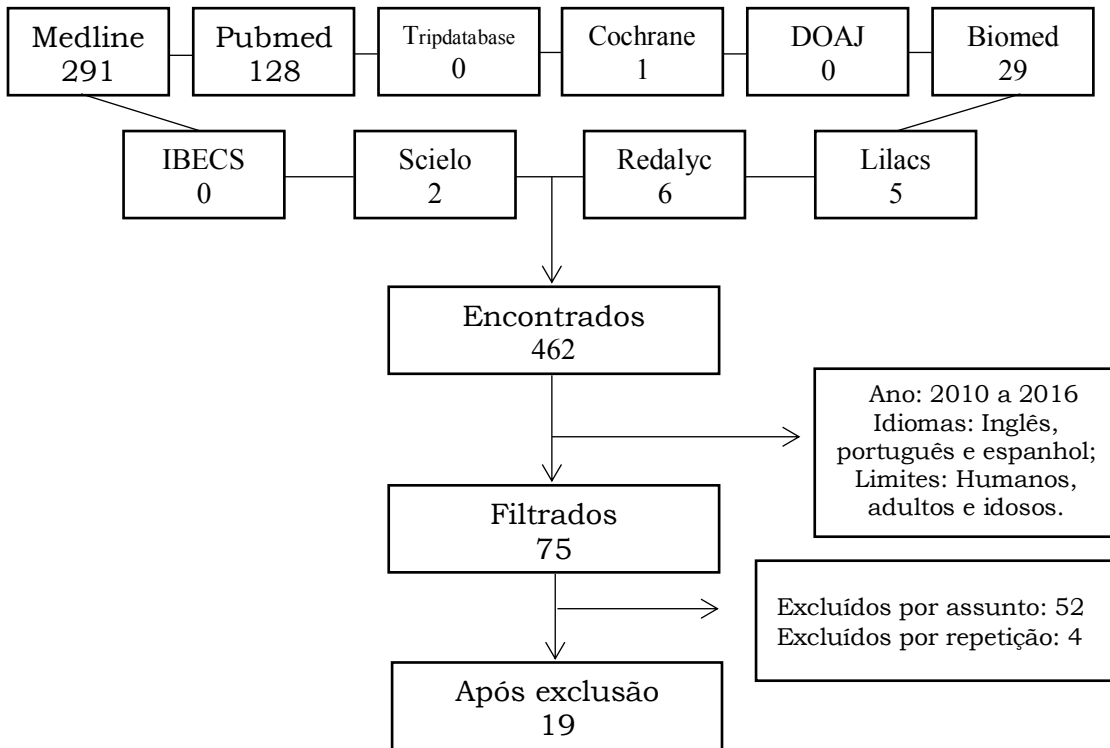 Medline
291
Pubmed
128
Tripdatabase
0
Cochrane
1
DOAJ
0
Biomed
29
IBECS
0
Scielo
2
Redalyc
6
Lilacs
5
Encontrados
462
Ano: 2010 a 2016
Idiomas: Inglês,
português e espanhol;
Limites: Humanos,
adultos e idosos.
Filtrados
75
Excluídos por assunto: 52
Excluídos por repetição: 4
Após exclusão
19